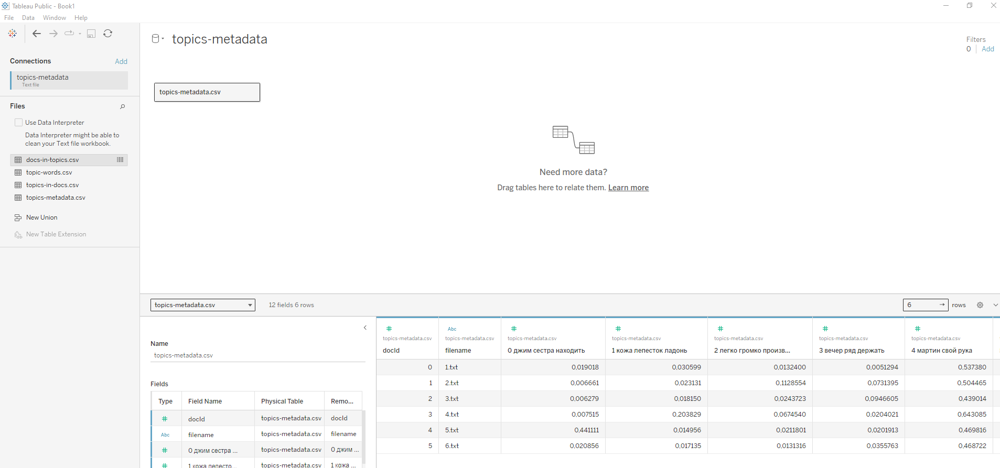 Tableau Public - Book1
File Data Window Help
Connections Add
topics-metadata
Text file
Files
Use Data Interpreter
Data Interpreter might be able to
clean your Text file workbook.
docs-in-topics.csv
topic-words.csv
topics-in-docs.csv
topics-metadata.csv
New Union
New Table Extension
topics-metadata
Filters
0 Add
topics-metadata.csv
Need more data?
Drag tables here to relate them. Learn more
topics-metadata.csv 12 fields 6 rows 6 rows
Name
topics-metadata.csv
Fields
Type Field Name Physical Table Remo...
# docId topics-metadata.csv docId
Abc filename topics-metadata.csv filename
# 0 джим сестра ... topics-metadata.csv 0 джим ...
# 1 кожа лепесто... topics-metadata.csv 1 кожа ...
# Abc # # # # #
topics-metadata.csv topics-metadata.csv topics-metadata.csv topics-metadata.csv topics-metadata.csv topics-metadata.csv topics-metadata.csv
docId filename 0 джим сестра находить 1 кожа лепесток ладонь 2 легко громко произв... 3 вечер ряд держать 4 мартин свой рука
0 1.txt 0,019018 0,030599 0,0132400 0,0051294 0,537380
1 2.txt 0,006661 0,023131 0,1128554 0,0731395 0,504465
2 3.txt 0,006279 0,018150 0,0243723 0,0946605 0,439014
3 4.txt 0,007515 0,203829 0,0674540 0,0204021 0,643085
4 5.txt 0,441111 0,014956 0,0211801 0,0201913 0,469816
5 6.txt 0,020856 0,017135 0,0131316 0,0355763 0,468722